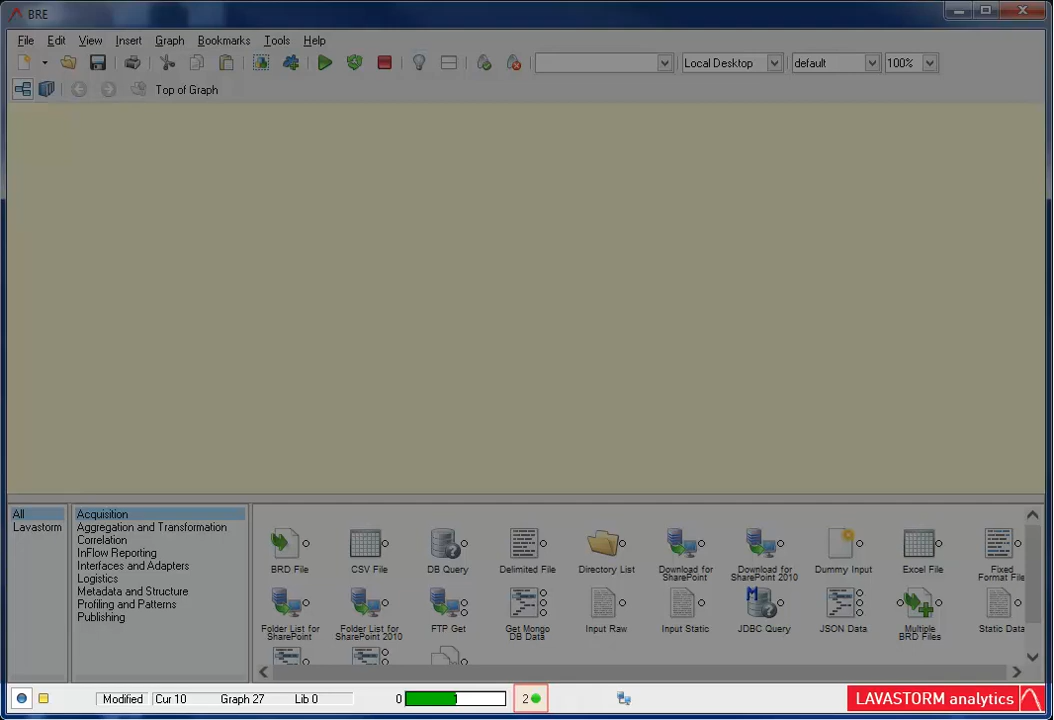 BRE
File Edit View Insert Graph Bookmarks Tools Help
Local Desktop default 100%
Top of Graph
All
Lavastorm
Acquisition
Aggregation and Transformation
Correlation
InFlow Reporting
Interfaces and Adapters
Logistics
Metadata and Structure
Profiling and Patterns
Publishing
BRD File
CSV File
DB Query
Delimited File
Directory List
Download for
SharePoint
Download for
SharePoint 2010
Dummy Input
Excel File
Fixed
Format File
Folder List for
SharePoint
Folder List for
SharePoint 2010
FTP Get
Get Mongo
DB Data
Input Raw
Input Static
M
JDBC Query
JSON Data
Multiple
BRD Files
Static Data
Modified Cur 10 Graph 27 Lib 0 0 1 2 LAVASTORM analytics